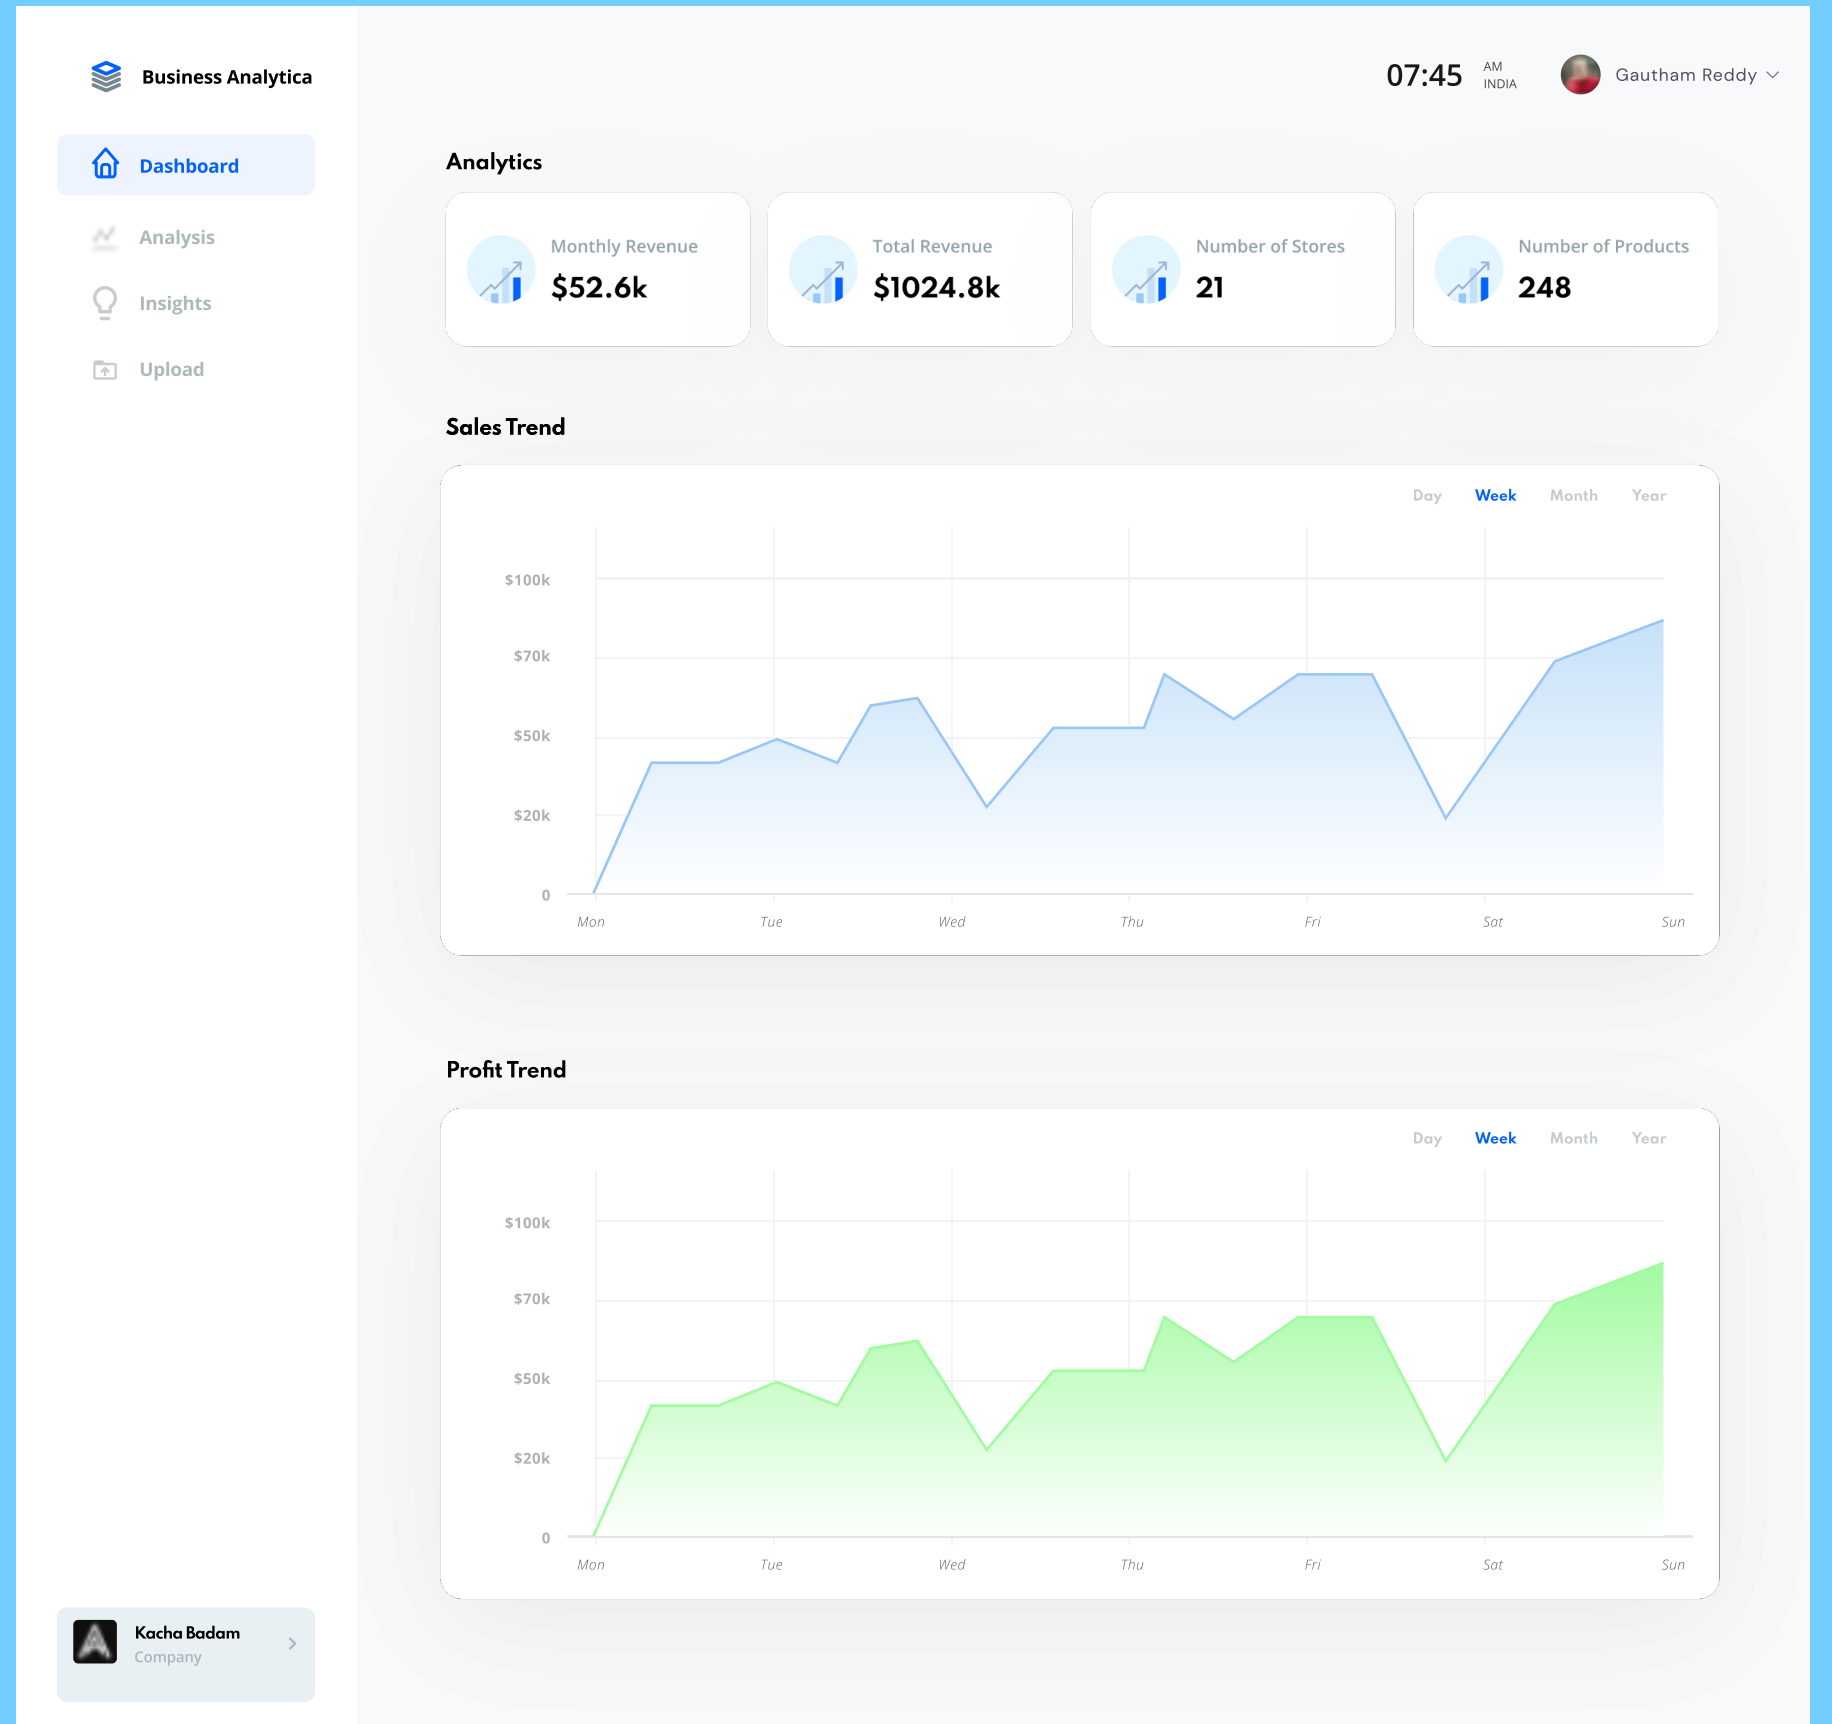 Business Analytica
Dashboard
Analysis
Insights
Upload
Kacha Badam
Company
07:45
AM
INDIA
Gautham Reddy
Analytics
Monthly Revenue
$52.6k
Total Revenue
$1024.8k
Number of Stores
21
Number of Products
248
Sales Trend
Day Week Month Year
$100k
$70k
$50k
$20k
0
Mon Tue Wed Thu Fri Sat Sun
Profit Trend
Day Week Month Year
$100k
$70k
$50k
$20k
0
Mon Tue Wed Thu Fri Sat Sun